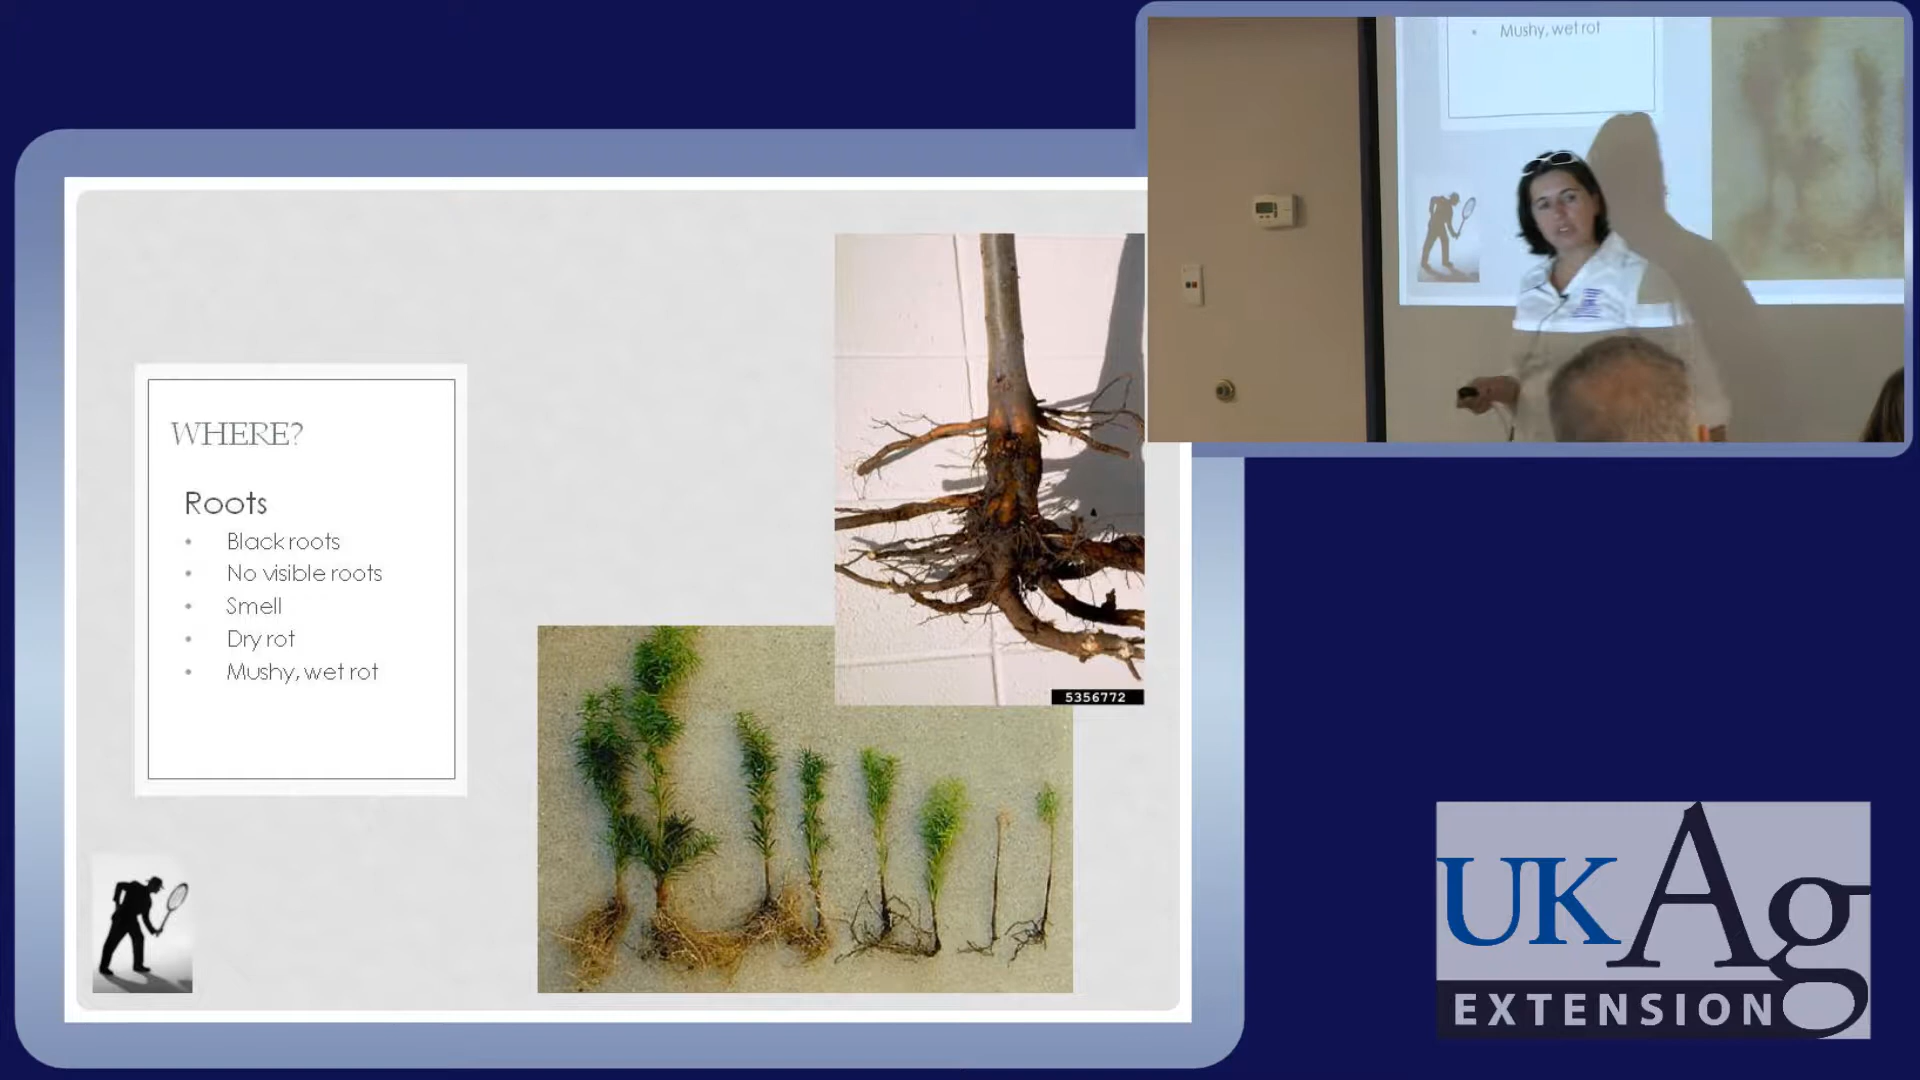 Mushy, wet rot
WHERE?
Roots
Black roots
No visible roots
Smell
Dry rot
Mushy, wet rot
5356772
UKAg
EXTENSION